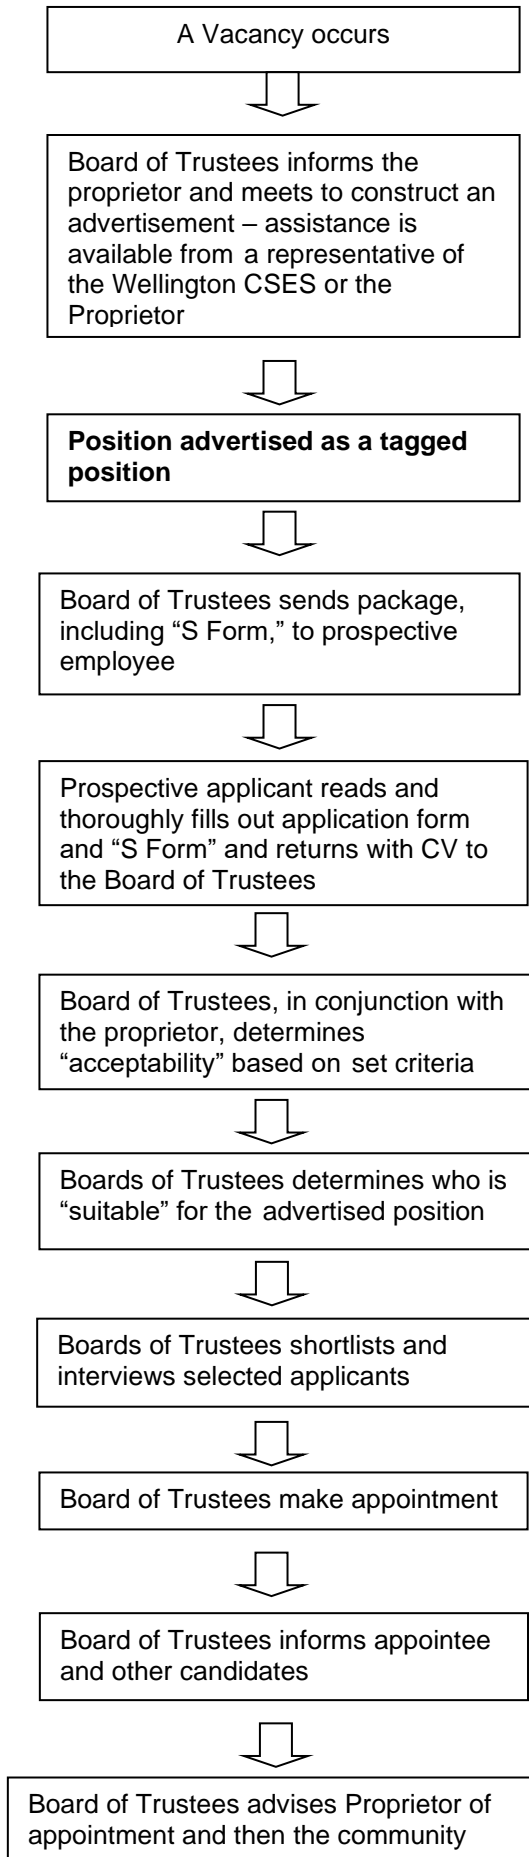 A Vacancy occurs
Board of Trustees informs the
proprietor and meets to construct an
advertisement – assistance is
available from a representative of
the Wellington CSES or the
Proprietor
Position advertised as a tagged
position
Board of Trustees sends package,
including “S Form,” to prospective
employee
Prospective applicant reads and
thoroughly fills out application form
and “S Form” and returns with CV to
the Board of Trustees
Board of Trustees, in conjunction with
the proprietor, determines
“acceptability” based on set criteria
Boards of Trustees determines who is
“suitable” for the advertised position
Boards of Trustees shortlists and
interviews selected applicants
Board of Trustees make appointment
Board of Trustees informs appointee
and other candidates
Board of Trustees advises Proprietor of
appointment and then the community